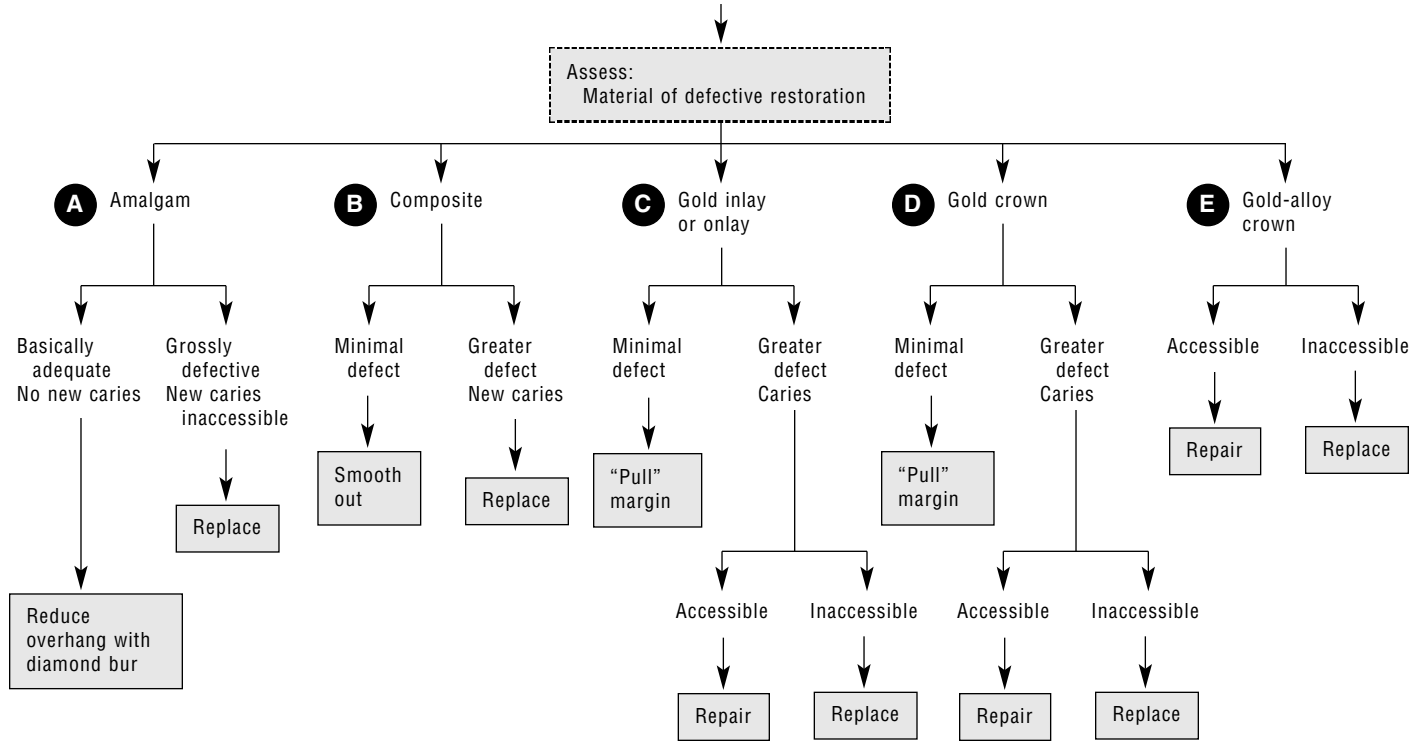 Assess:
Material of defective restoration
A
Amalgam
B
Composite
C
Gold inlay
or onlay
D
Gold crown
E
Gold-alloy
crown
Basically
adequate
No new caries
Grossly
defective
New caries
inaccessible
Minimal
defect
Greater
defect
New caries
Minimal
defect
Greater
defect
Caries
Minimal
defect
Greater
defect
Caries
Accessible
Inaccessible
Repair
Replace
Smooth
out
Replace
“Pull”
margin
“Pull”
margin
Replace
Reduce
overhang with
diamond bur
Accessible
Inaccessible
Accessible
Inaccessible
Repair
Replace
Repair
Replace